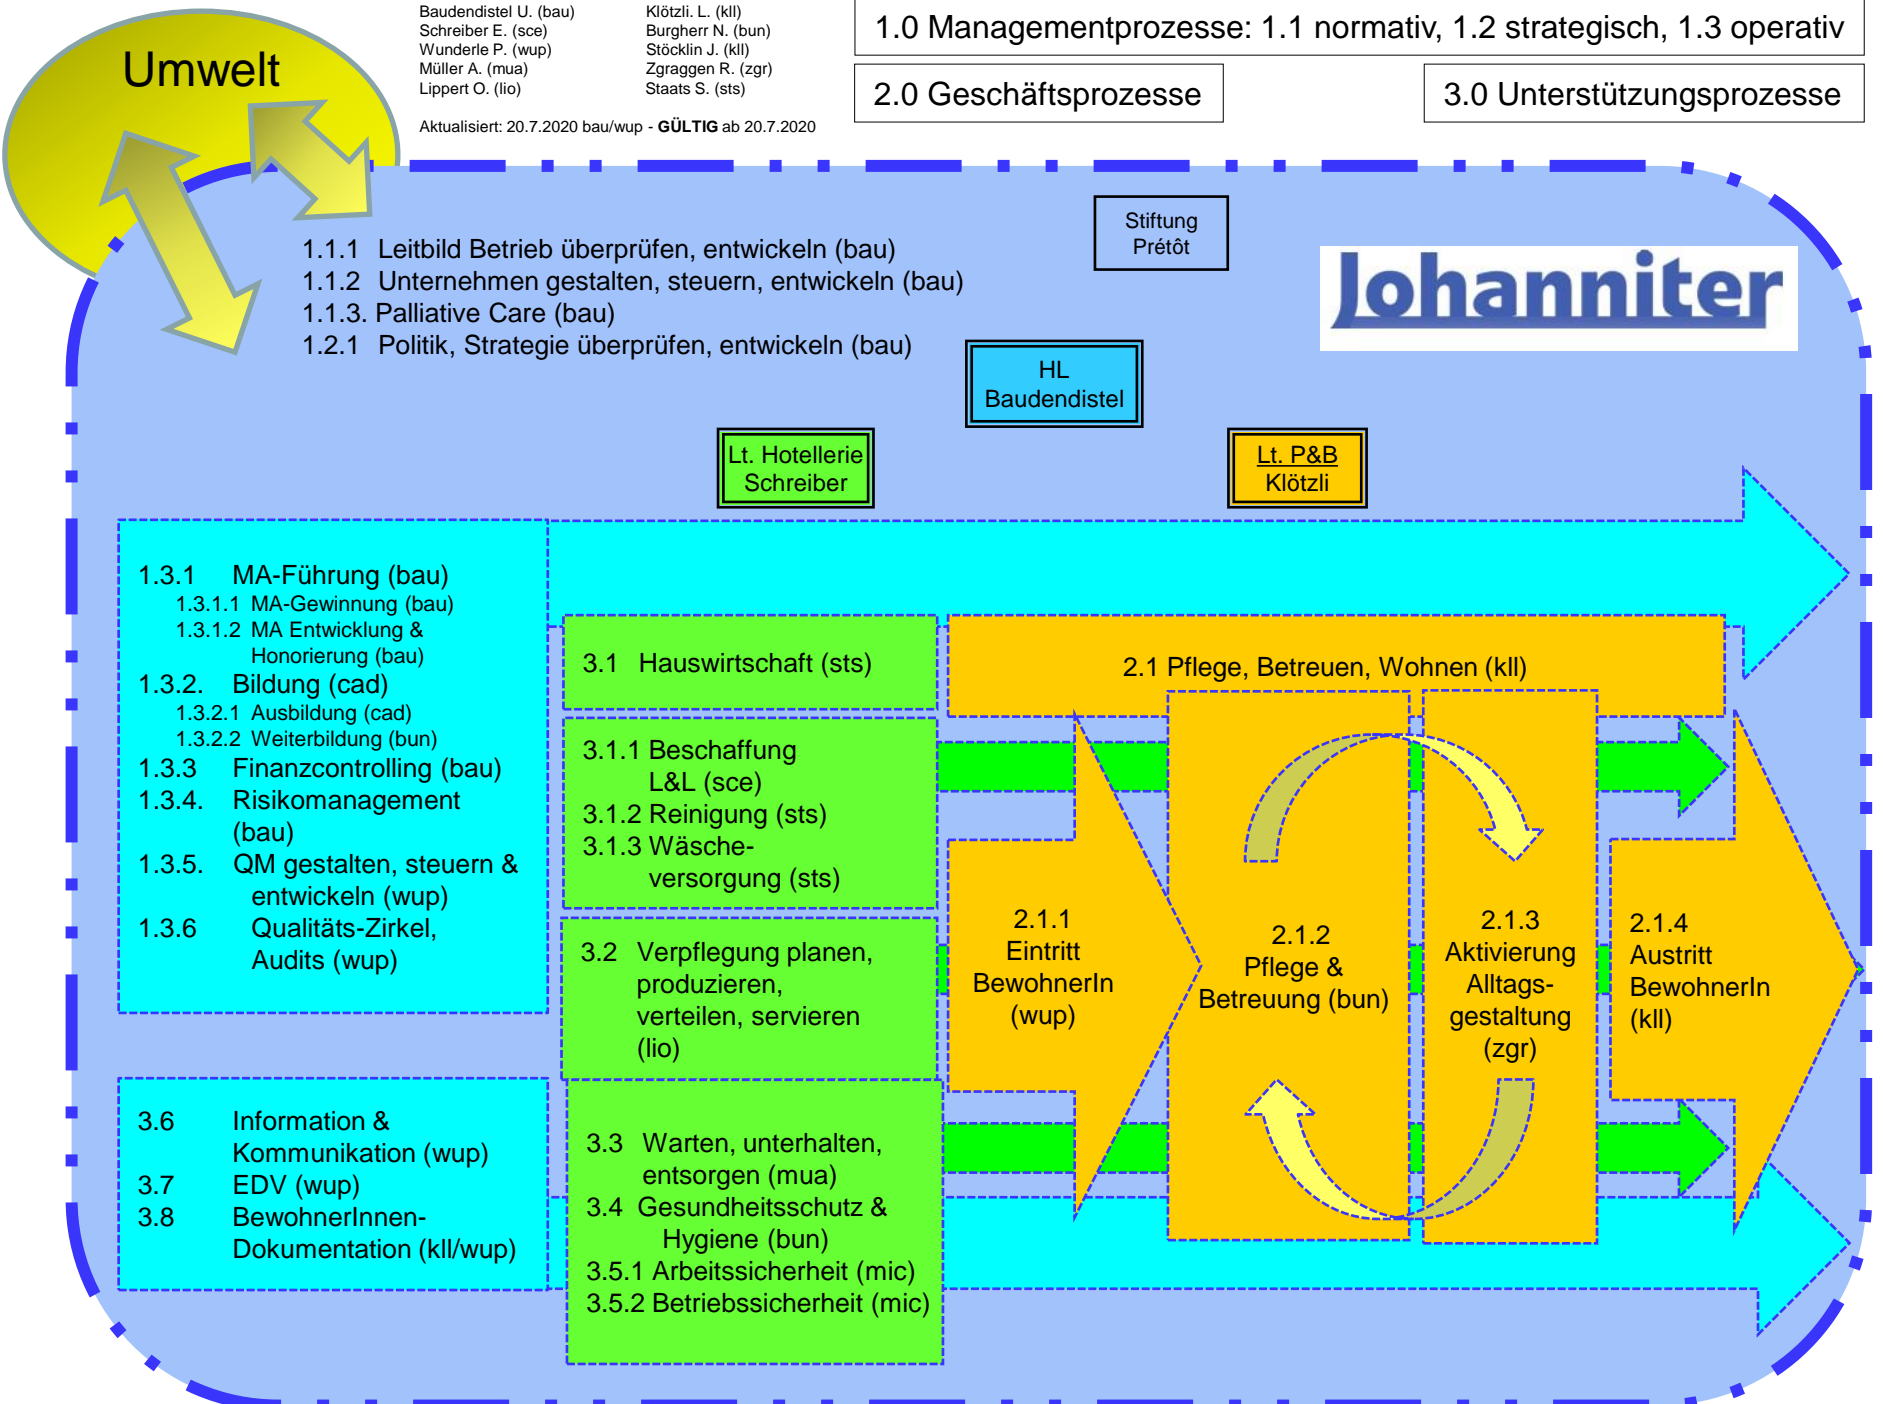 Umwelt
Baudendistel U. (bau)
Schreiber E. (sce)
Wunderle P. (wup)
Müller A. (mua)
Lippert O. (lio)
Klötzli. L. (kll)
Burgherr N. (bun)
Stöcklin J. (kll)
Zgraggen R. (zgr)
Staats S. (sts)
Aktualisiert: 20.7.2020 bau/wup - GÜLTIG ab 20.7.2020
1.0 Managementprozesse: 1.1 normativ, 1.2 strategisch, 1.3 operativ
2.0 Geschäftsprozesse
3.0 Unterstützungsprozesse
1.1.1 Leitbild Betrieb überprüfen, entwickeln (bau)
1.1.2 Unternehmen gestalten, steuern, entwickeln (bau)
1.1.3. Palliative Care (bau)
1.2.1 Politik, Strategie überprüfen, entwickeln (bau)
Stiftung
Prétôt
Johanniter
HL
Baudendistel
Lt. Hotellerie
Schreiber
Lt. P&B
Klötzli
1.3.1 MA-Führung (bau)
1.3.1.1 MA-Gewinnung (bau)
1.3.1.2 MA Entwicklung &
Honorierung (bau)
1.3.2. Bildung (cad)
1.3.2.1 Ausbildung (cad)
1.3.2.2 Weiterbildung (bun)
1.3.3 Finanzcontrolling (bau)
1.3.4. Risikomanagement
(bau)
1.3.5. QM gestalten, steuern &
entwickeln (wup)
1.3.6 Qualitäts-Zirkel,
Audits (wup)
3.6 Information &
Kommunikation (wup)
3.7 EDV (wup)
3.8 BewohnerInnen-
Dokumentation (kll/wup)
3.1 Hauswirtschaft (sts)
3.1.1 Beschaffung
L&L (sce)
3.1.2 Reinigung (sts)
3.1.3 Wäsche-
versorgung (sts)
3.2 Verpflegung planen,
produzieren,
verteilen, servieren
(lio)
3.3 Warten, unterhalten,
entsorgen (mua)
3.4 Gesundheitsschutz &
Hygiene (bun)
3.5.1 Arbeitssicherheit (mic)
3.5.2 Betriebssicherheit (mic)
2.1 Pflege, Betreuen, Wohnen (kll)
2.1.1
Eintritt
BewohnerIn
(wup)
2.1.2
Pflege &
Betreuung (bun)
2.1.3
Aktivierung
Alltags-
gestaltung
(zgr)
2.1.4
Austritt
BewohnerIn
(kll)